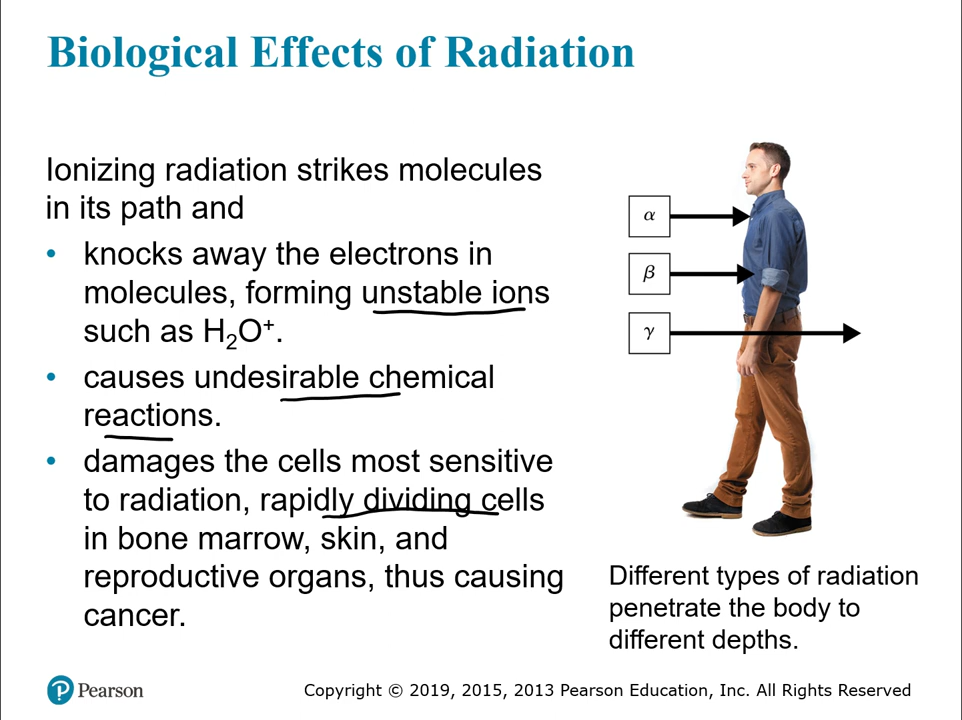 Biological Effects of Radiation
Ionizing radiation strikes molecules
in its path and
• knocks away the electrons in
molecules, forming unstable ions
such as H₂O⁺.
• causes undesirable chemical
reactions.
• damages the cells most sensitive
to radiation, rapidly dividing cells
in bone marrow, skin, and
reproductive organs, thus causing
cancer.
α
β
γ
Different types of radiation
penetrate the body to
different depths.
P Pearson
Copyright © 2019, 2015, 2013 Pearson Education, Inc. All Rights Reserved